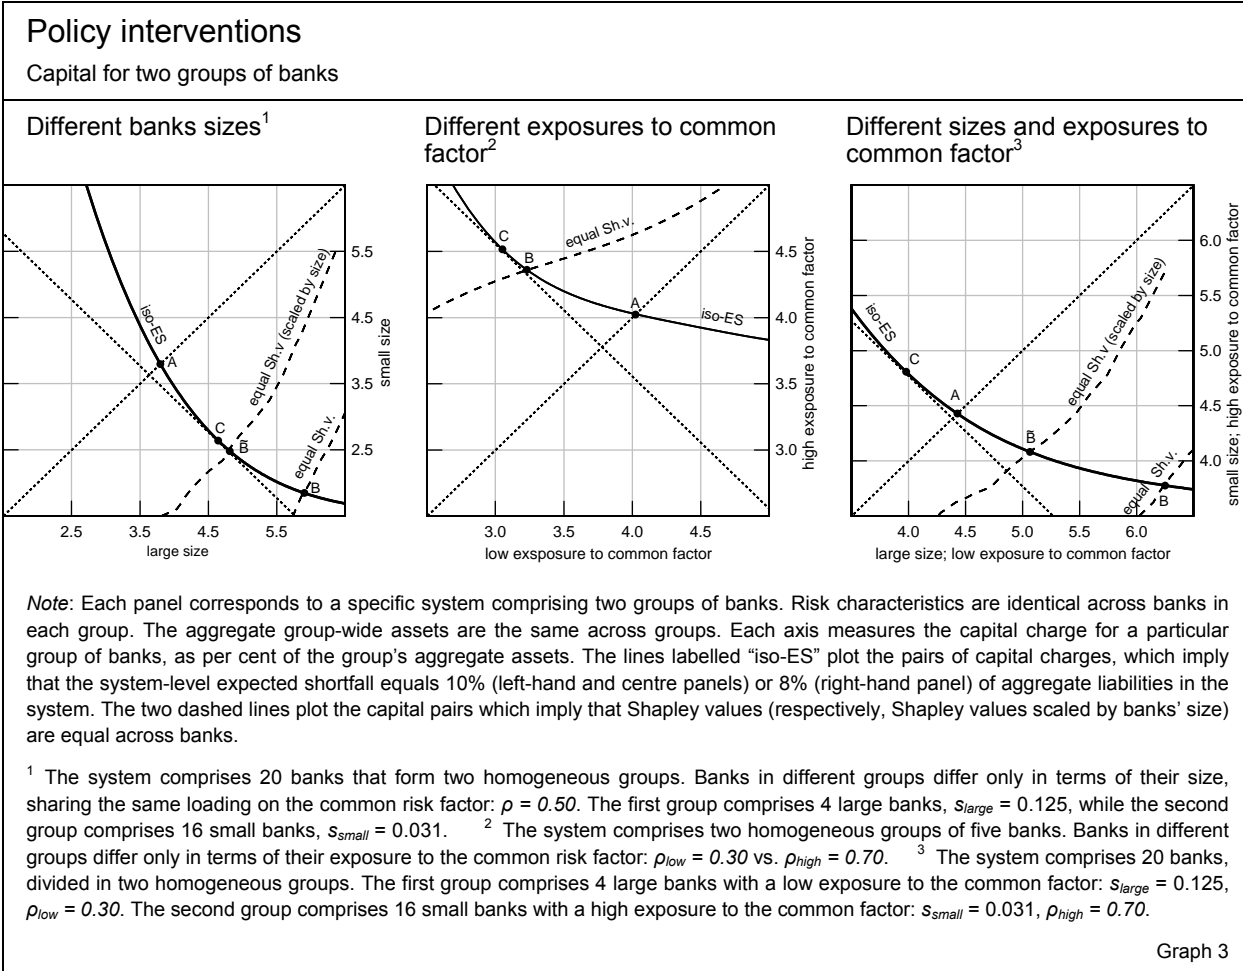 Policy interventions
Capital for two groups of banks
Different banks sizes1
Different exposures to common
factor2
Different sizes and exposures to
common factor3
iso-ES
A
C
B̃
B
equal Sh.v (scaled by size)
equal Sh.v.
5.5
4.5
3.5
2.5
small size
2.5 3.5 4.5 5.5
large size
C
B
A
equal Sh.v.
iso-ES
4.5
4.0
3.5
3.0
high exsposure to common factor
3.0 3.5 4.0 4.5
low exsposure to common factor
iso-ES
C
A
B̃
B
equal Sh.v (scaled by size)
equal Sh.v.
6.0
5.5
5.0
4.5
4.0
small size; high exposure to common factor
4.0 4.5 5.0 5.5 6.0
large size; low exposure to common factor
Note: Each panel corresponds to a specific system comprising two groups of banks. Risk characteristics are identical across banks in
each group. The aggregate group-wide assets are the same across groups. Each axis measures the capital charge for a particular
group of banks, as per cent of the group’s aggregate assets. The lines labelled “iso-ES” plot the pairs of capital charges, which imply
that the system-level expected shortfall equals 10% (left-hand and centre panels) or 8% (right-hand panel) of aggregate liabilities in the
system. The two dashed lines plot the capital pairs which imply that Shapley values (respectively, Shapley values scaled by banks’ size)
are equal across banks.
1 The system comprises 20 banks that form two homogeneous groups. Banks in different groups differ only in terms of their size,
sharing the same loading on the common risk factor: ρ = 0.50. The first group comprises 4 large banks, slarge = 0.125, while the second
group comprises 16 small banks, ssmall = 0.031. 2 The system comprises two homogeneous groups of five banks. Banks in different
groups differ only in terms of their exposure to the common risk factor: ρlow = 0.30 vs. ρhigh = 0.70. 3 The system comprises 20 banks,
divided in two homogeneous groups. The first group comprises 4 large banks with a low exposure to the common factor: slarge = 0.125,
ρlow = 0.30. The second group comprises 16 small banks with a high exposure to the common factor: ssmall = 0.031, ρhigh = 0.70.
Graph 3